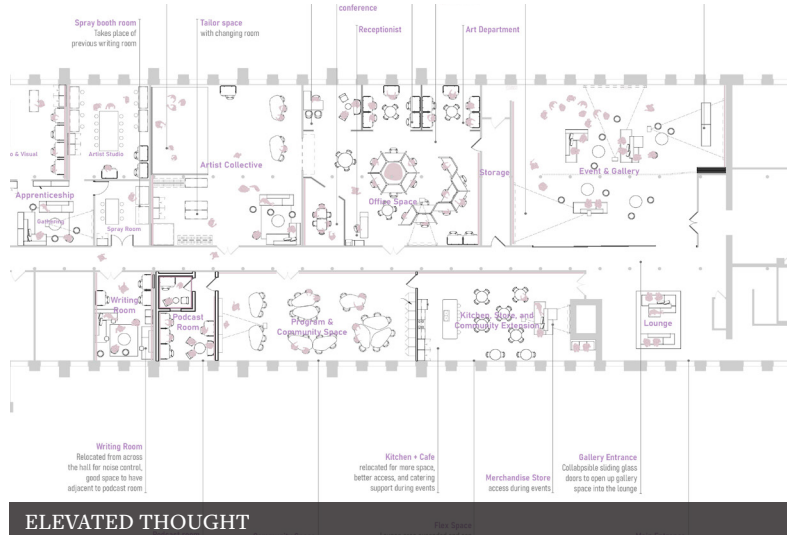 conference
Spray booth room
Takes place of
previous writing room
Tailor space
with changing room
Receptionist
Art Department
o & Visual
Artist Studio
Artist Collective
Storage
Event & Gallery
Apprenticeship
Office Space
Gathering
Spray Room
Writing
Room
Podcast
Room
Program &
Community Space
Kitchen, Store, and
Community Extension
Lounge
Writing Room
Relocated from across
the hall for noise control,
good space to hove
adjacent to podcast room
Kitchen + Cafe
relocated for more space,
better access, and catering
support during events
Merchandise Store
access during events
Gallery Entrance
Collabpsible sliding glass
doors to open up gallery
space into the lounge
ELEVATED THOUGHT
Flex Space